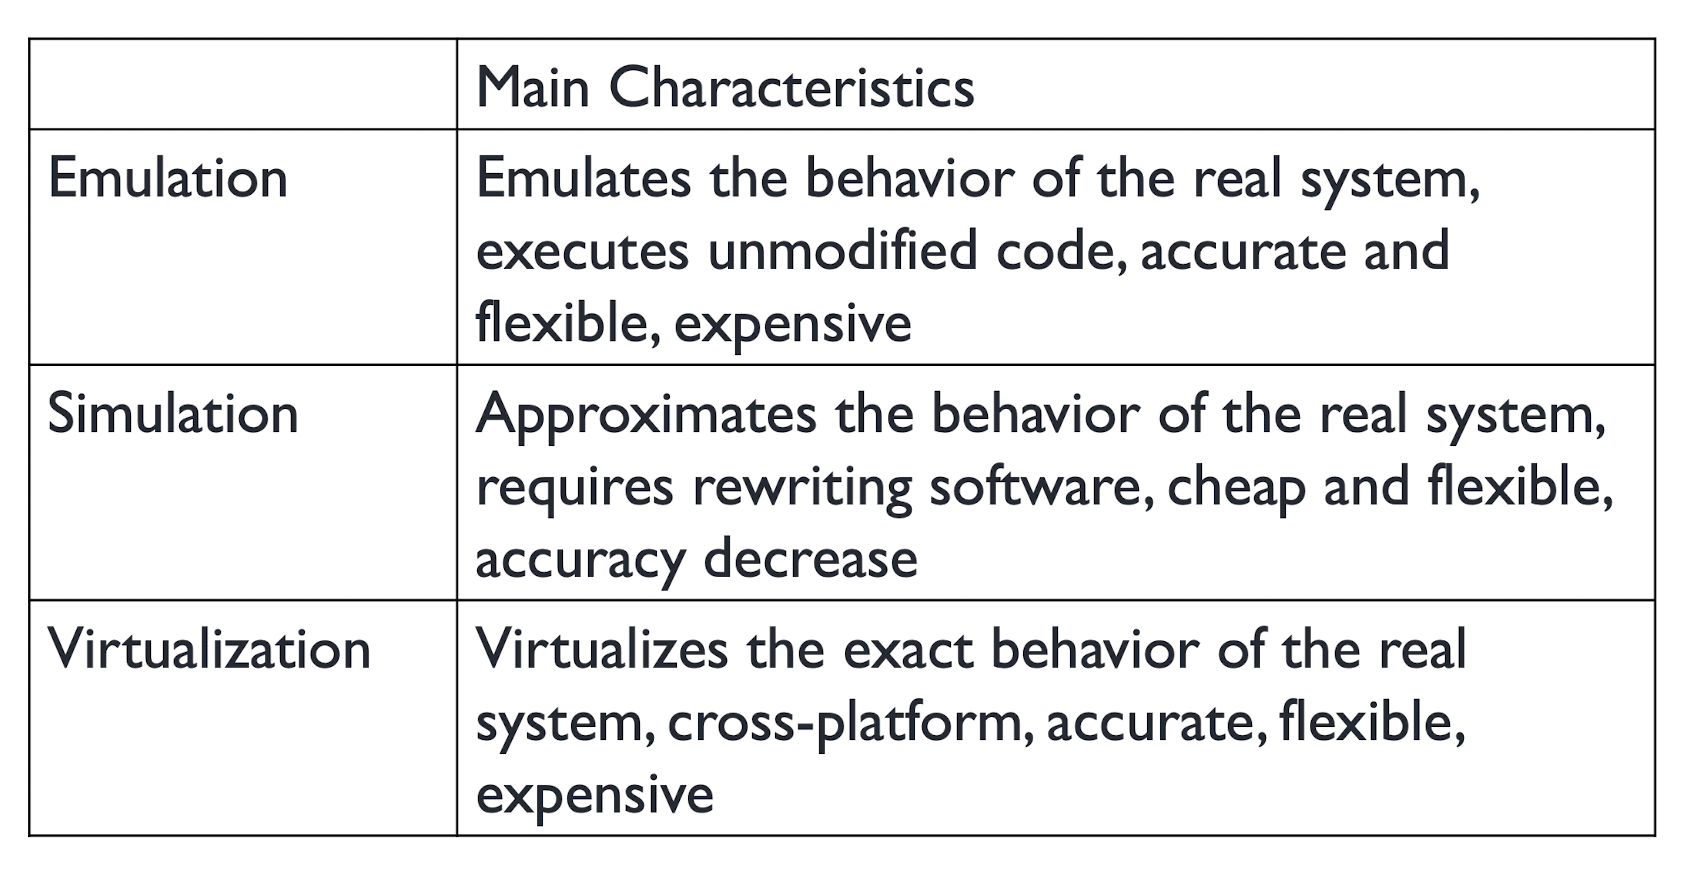 Main Characteristics
Emulation
Emulates the behavior of the real system,
executes unmodified code, accurate and
flexible, expensive
Simulation
Approximates the behavior of the real system,
requires rewriting software, cheap and flexible,
accuracy decrease
Virtualization
Virtualizes the exact behavior of the real
system, cross-platform, accurate, flexible,
expensive